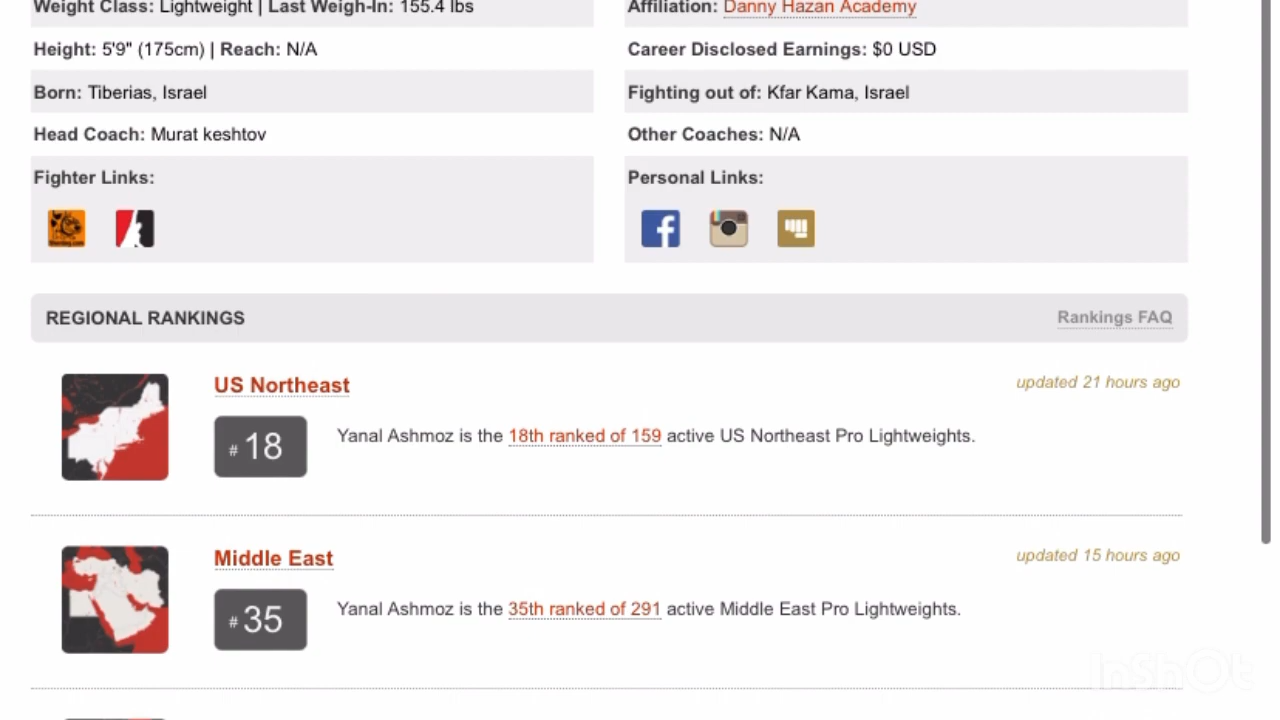 Weight Class: Lightweight | Last Weigh-In: 155.4 lbs
Affiliation: Danny Hazan Academy
Height: 5'9" (175cm) | Reach: N/A
Career Disclosed Earnings: $0 USD
Born: Tiberias, Israel
Fighting out of: Kfar Kama, Israel
Head Coach: Murat keshtov
Other Coaches: N/A
Fighter Links:
Personal Links:
REGIONAL RANKINGS
Rankings FAQ
US Northeast
updated 21 hours ago
#18
Yanal Ashmoz is the 18th ranked of 159 active US Northeast Pro Lightweights.
Middle East
updated 15 hours ago
#35
Yanal Ashmoz is the 35th ranked of 291 active Middle East Pro Lightweights.
InShOt